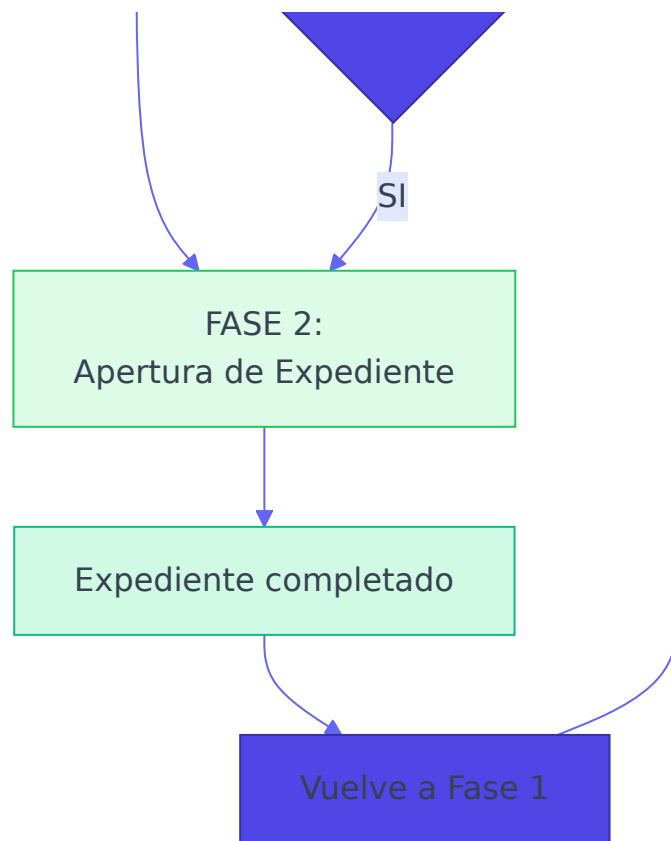 SI
FASE 2:
Apertura de Expediente
Expediente completado
Vuelve a Fase 1